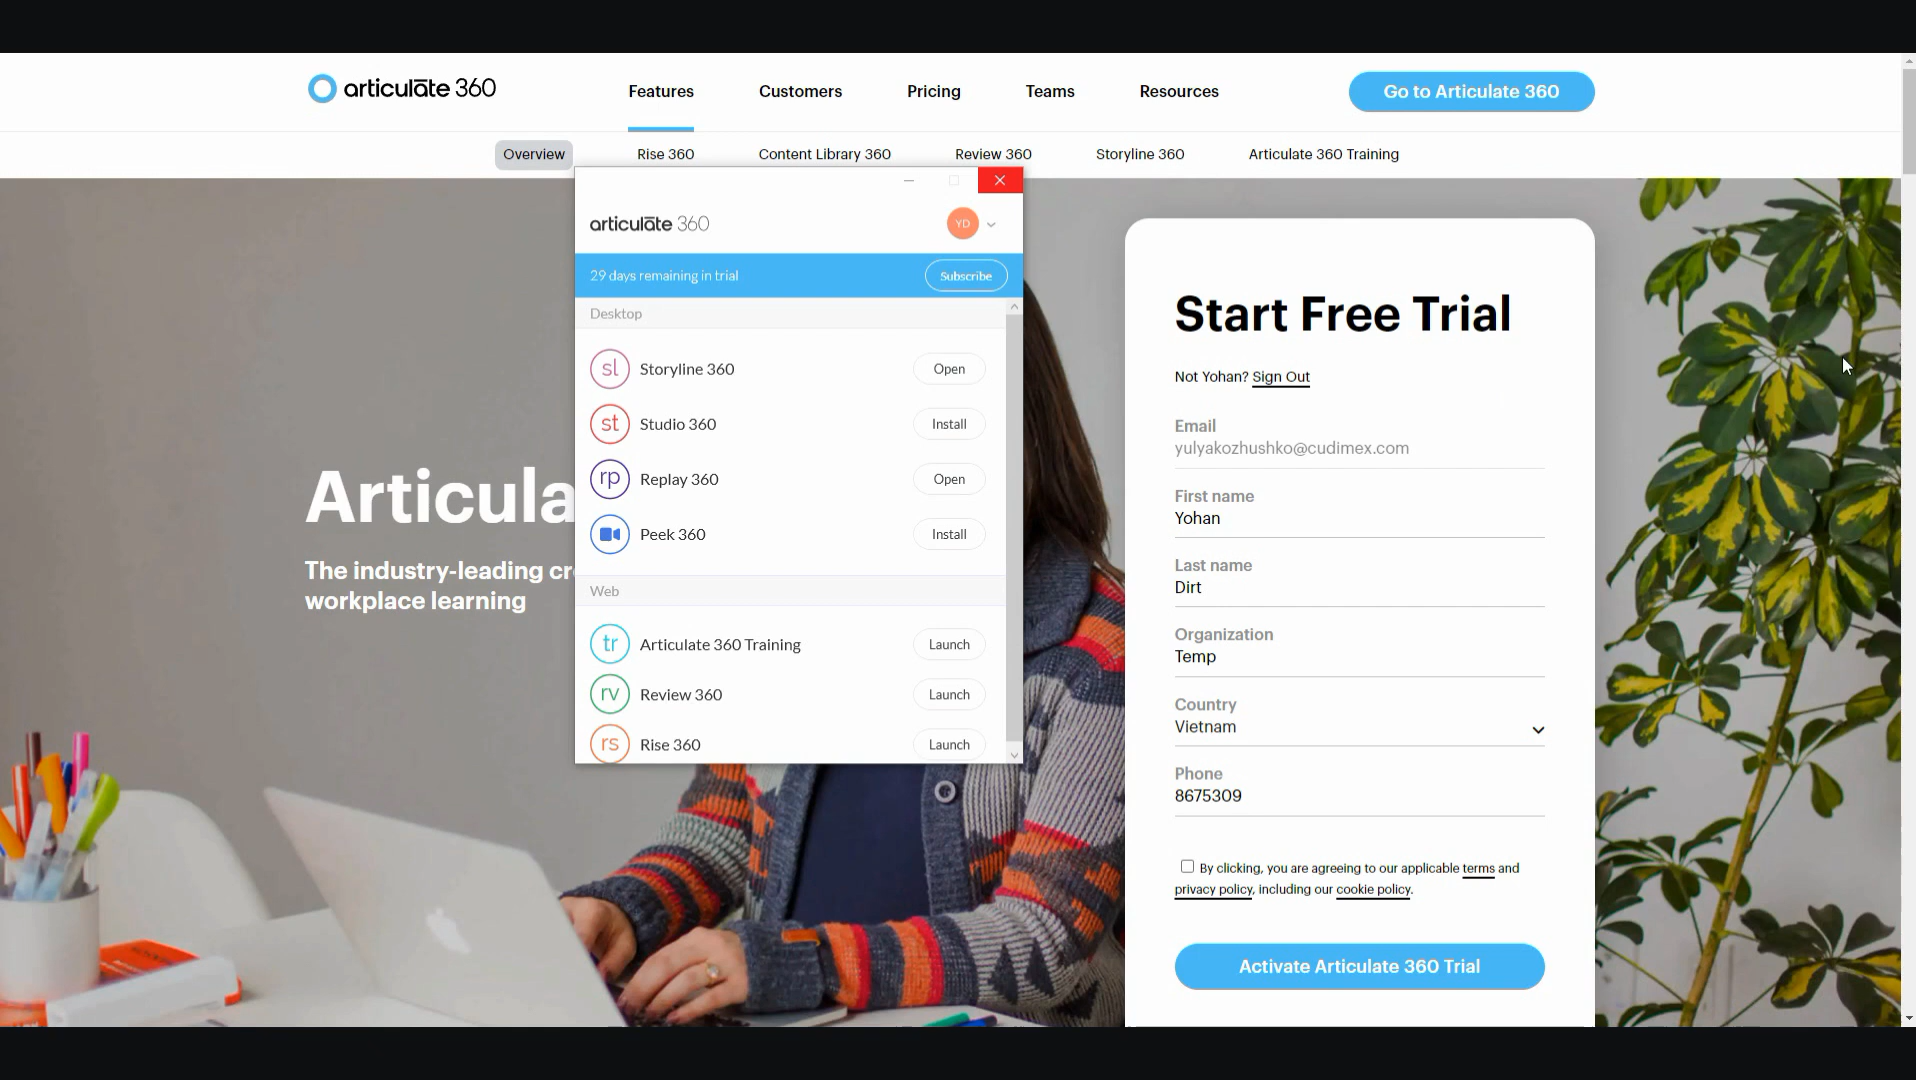 articulāte 360
Features
Customers
Pricing
Teams
Resources
Go to Articulate 360
Overview
Rise 360
Content Library 360
Review 360
Storyline 360
Articulate 360 Training
articulāte 360
YD
29 days remaining in trial
Subscribe
Desktop
sl Storyline 360 Open
st Studio 360 Install
rp Replay 360 Open
Peek 360 Install
Web
tr Articulate 360 Training Launch
rv Review 360 Launch
rs Rise 360 Launch
Articula
The industry-leading cr
workplace learning
Start Free Trial
Not Yohan? Sign Out
Email
yulyakozhushko@cudimex.com
First name
Yohan
Last name
Dirt
Organization
Temp
Country
Vietnam
Phone
8675309
By clicking, you are agreeing to our applicable terms and
privacy policy, including our cookie policy.
Activate Articulate 360 Trial